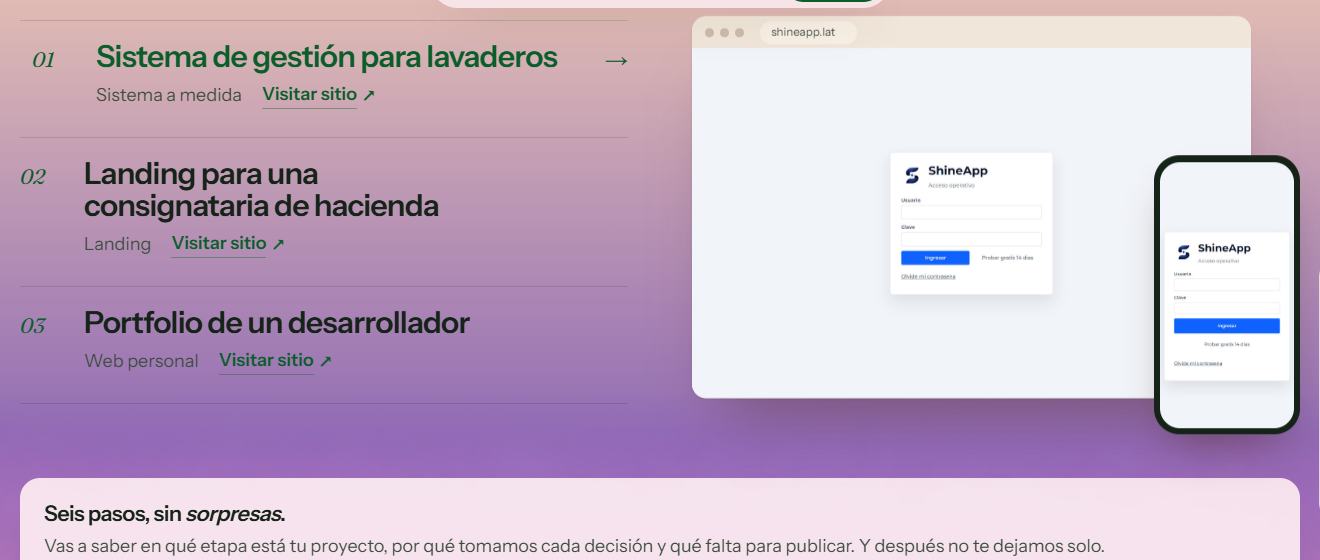 01 Sistema de gestión para lavaderos →
Sistema a medida Visitar sitio ↗
02 Landing para una
consignataria de hacienda
Landing Visitar sitio ↗
03 Portfolio de un desarrollador
Web personal Visitar sitio ↗
shineapp.lat
ShineApp
Acceso operativo
Usuario
Clave
Ingresar Probar gratis 14 días
Olvide mi contrasena
ShineApp
Acceso operativo
Usuario
Clave
Ingresar
Probar gratis 14 días
Olvide mi contrasena
Seis pasos, sin sorpresas.
Vas a saber en qué etapa está tu proyecto, por qué tomamos cada decisión y qué falta para publicar. Y después no te dejamos solo.